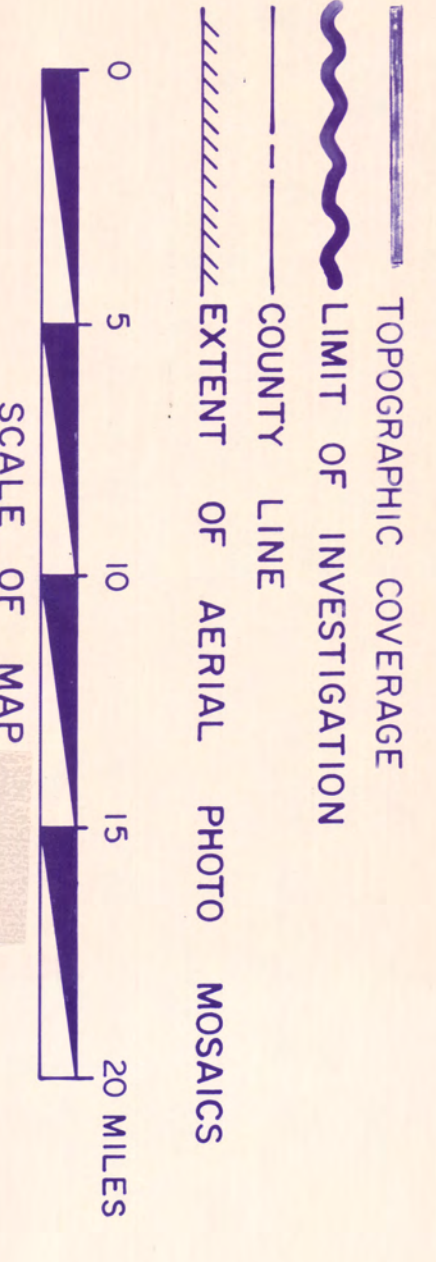 TOPOGRAPHIC COVERAGE
LIMIT OF INVESTIGATION
COUNTY LINE
EXTENT OF AERIAL PHOTO MOSAICS
0 5 10 15 20 MILES
SCALE OF MAP